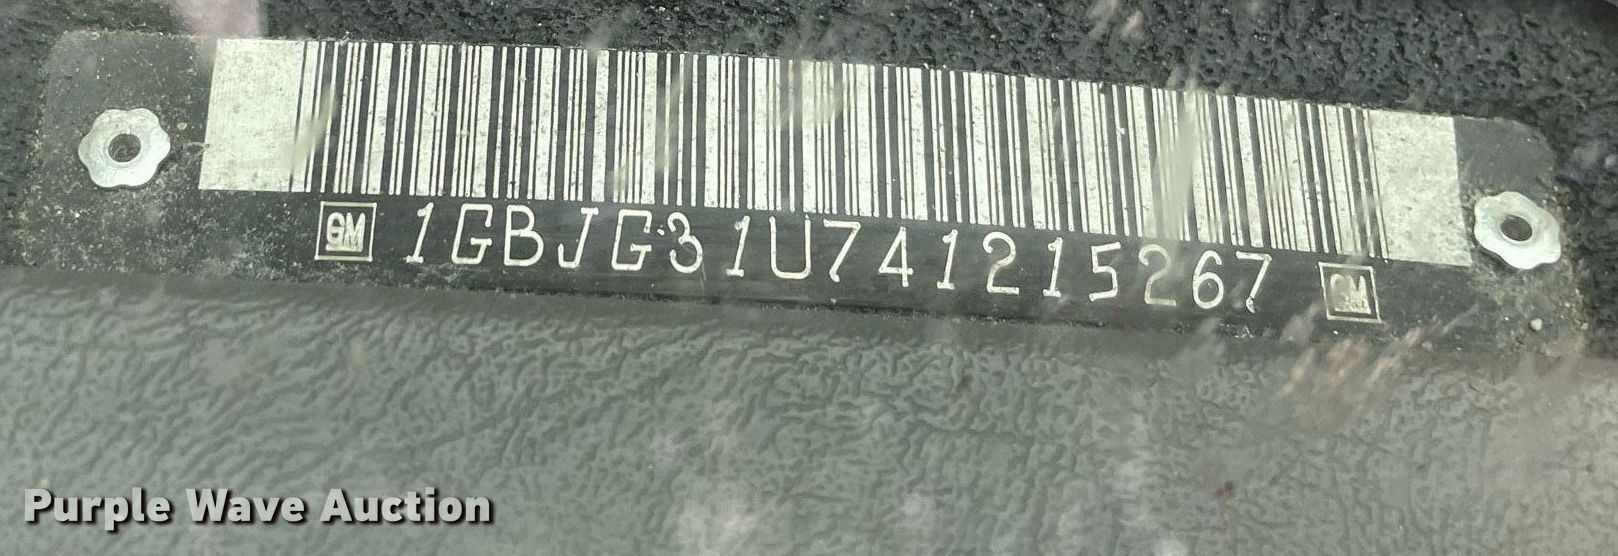 GM 1GBJG31U741215267 GM
Purple Wave Auction